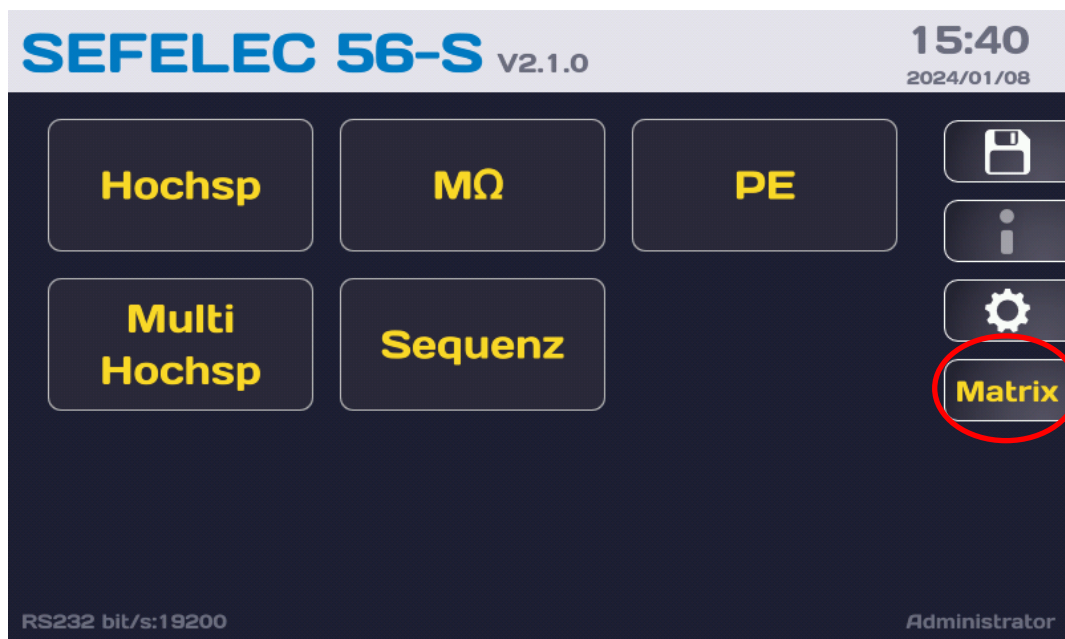 SEFELEC 56-S V2.1.0
15:40
2024/01/08
Hochsp
MΩ
PE
Multi
Hochsp
Sequenz
Matrix
RS232 bit/s:19200
Administrator